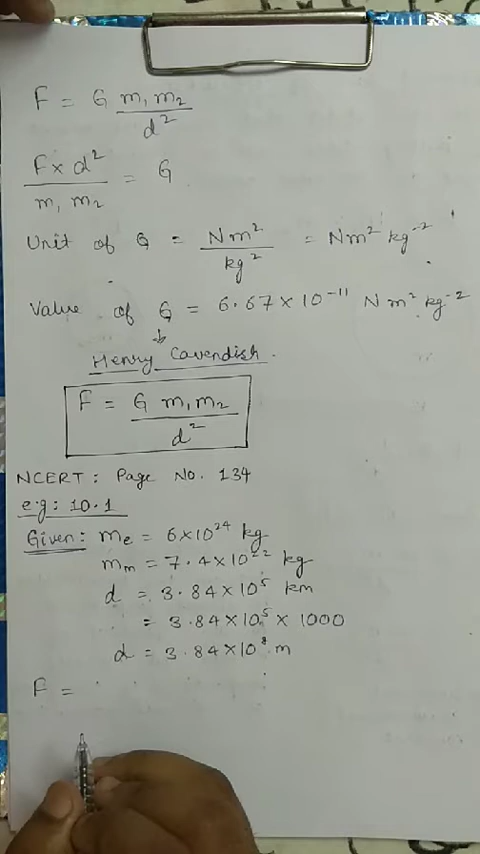 F = G m₁ m₂ / d²
F × d² / m₁ m₂ = G
Unit of G = N m² / kg² = N m² kg⁻²
Value of G = 6.67 × 10⁻¹¹ N m² kg⁻²
↓
Henry Cavendish.
F = G m₁ m₂ / d²
NCERT: Page No. 134
e.g: 10.1
Given: me = 6×10²⁴ kg
mm = 7.4×10²² kg
d = 3.84×10⁵ km
= 3.84×10⁵ × 1000
d = 3.84×10⁸ m
F =